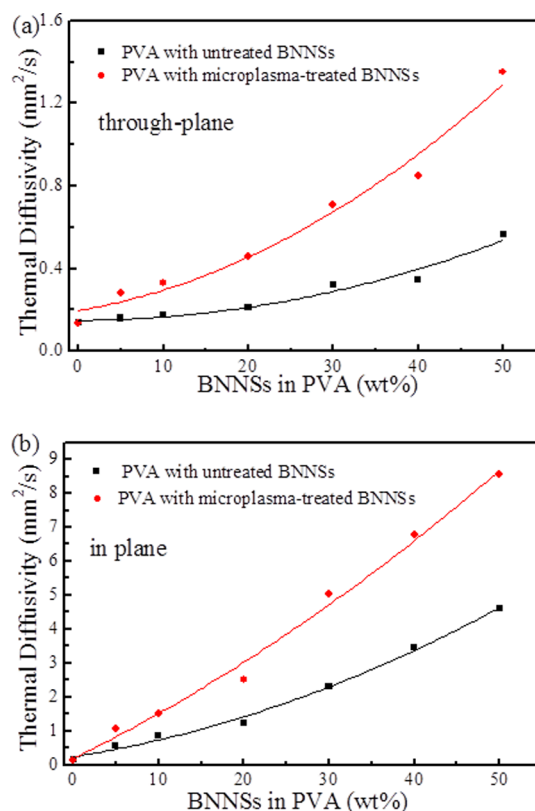 (a)
1.6
1.2
0.8
0.4
0.0
Thermal Diffusivity (mm²/s)
PVA with untreated BNNSs
PVA with microplasma-treated BNNSs
through-plane
0 10 20 30 40 50
BNNSs in PVA (wt%)
(b)
9
8
7
6
5
4
3
2
1
0
Thermal Diffusivity (mm²/s)
PVA with untreated BNNSs
PVA with microplasma-treated BNNSs
in plane
0 10 20 30 40 50
BNNSs in PVA (wt%)